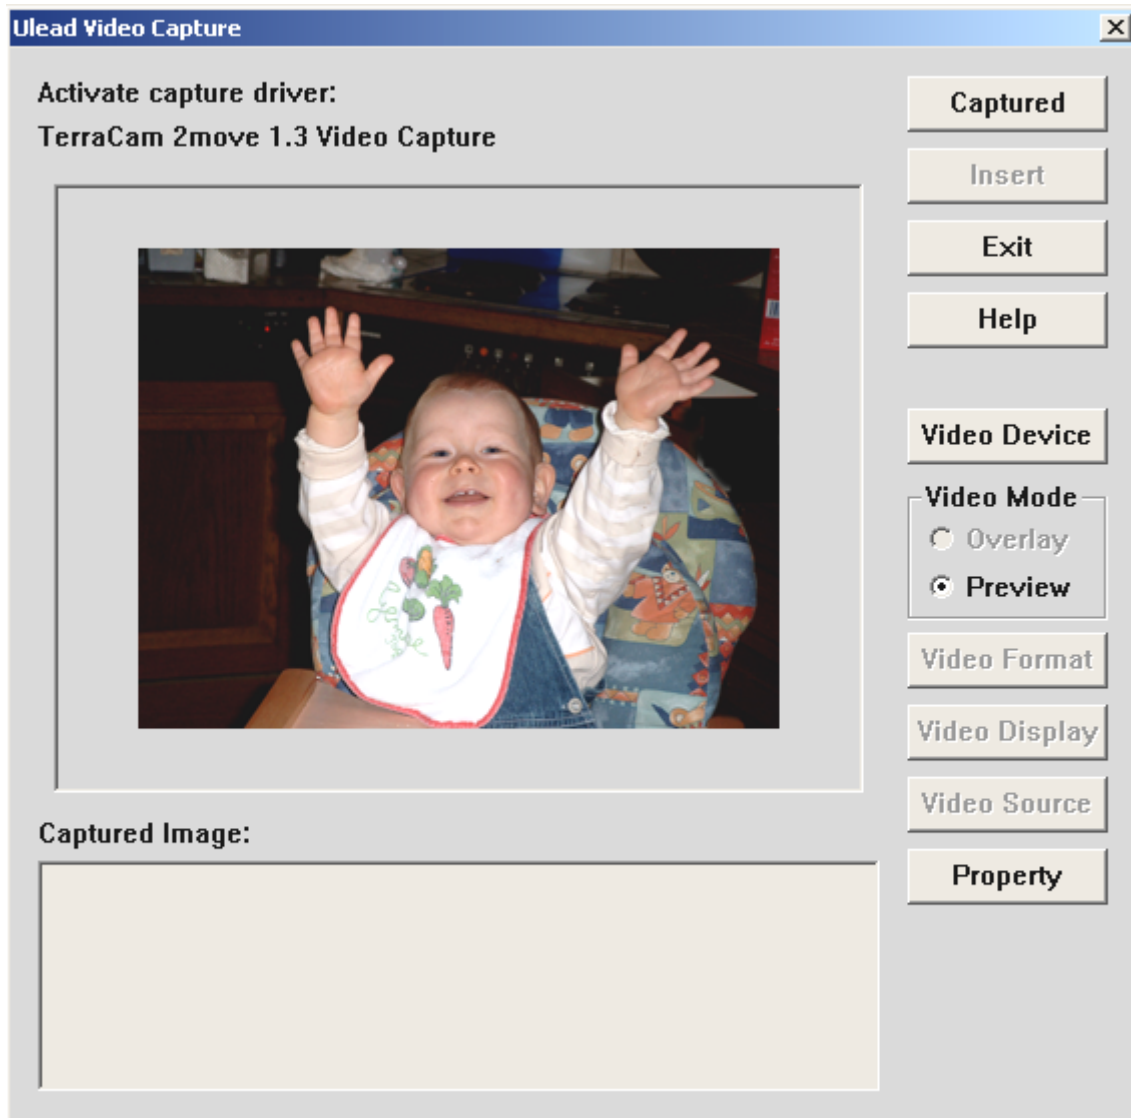 Ulead Video Capture
Activate capture driver:
TerraCam 2move 1.3 Video Capture
Captured
Insert
Exit
Help
Video Device
Video Mode
Overlay
Preview
Video Format
Video Display
Video Source
Property
Captured Image: